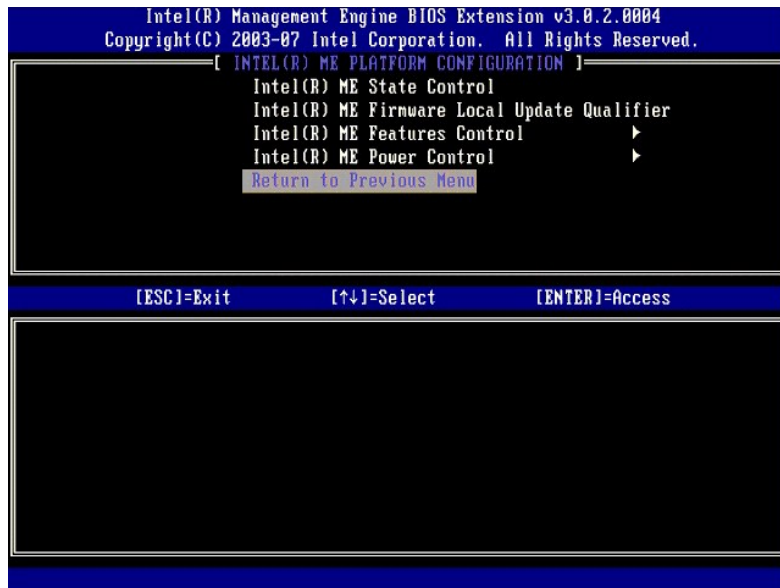 Intel(R) Management Engine BIOS Extension v3.0.2.0004
Copyright(C) 2003-07 Intel Corporation. All Rights Reserved.
[ INTEL(R) ME PLATFORM CONFIGURATION ]
Intel(R) ME State Control
Intel(R) ME Firmware Local Update Qualifier
Intel(R) ME Features Control ►
Intel(R) ME Power Control ►
Return to Previous Menu
[ESC]=Exit [↑↓]=Select [ENTER]=Access